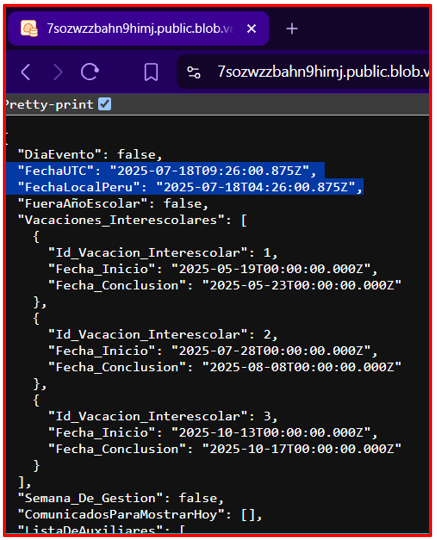 7sozwzzbahn9himj.public.blob.ve
7sozwzzbahn9himj.public.blob.v
Pretty-print
{
"DiaEvento": false,
"FechaUTC": "2025-07-18T09:26:00.875Z",
"FechaLocalPeru": "2025-07-18T04:26:00.875Z",
"FueraAñoEscolar": false,
"Vacaciones_Interescolares": [
{
"Id_Vacacion_Interescolar": 1,
"Fecha_Inicio": "2025-05-19T00:00:00.000Z",
"Fecha_Conclusion": "2025-05-23T00:00:00.000Z"
},
{
"Id_Vacacion_Interescolar": 2,
"Fecha_Inicio": "2025-07-28T00:00:00.000Z",
"Fecha_Conclusion": "2025-08-08T00:00:00.000Z"
},
{
"Id_Vacacion_Interescolar": 3,
"Fecha_Inicio": "2025-10-13T00:00:00.000Z",
"Fecha_Conclusion": "2025-10-17T00:00:00.000Z"
}
],
"Semana_De_Gestion": false,
"ComunicadosParaMostrarHoy": [],
"ListaDeAuxiliares": [